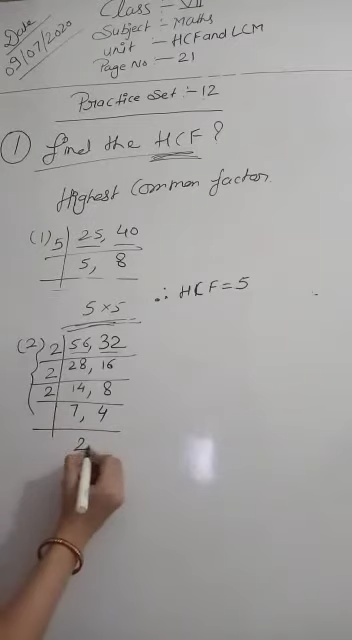 Date
09/07/2020
Class :- VII
Subject :- Maths
Unit :- HCF and LCM
Page No :- 21
Practice Set :- 12
1 find the HCF ?
Highest Common factor
(1) 5 | 25, 40
5, 8
5 × 5 ∴ HCF = 5
(2) 2 | 56, 32
2 | 28, 16
2 | 14, 8
7, 4
2